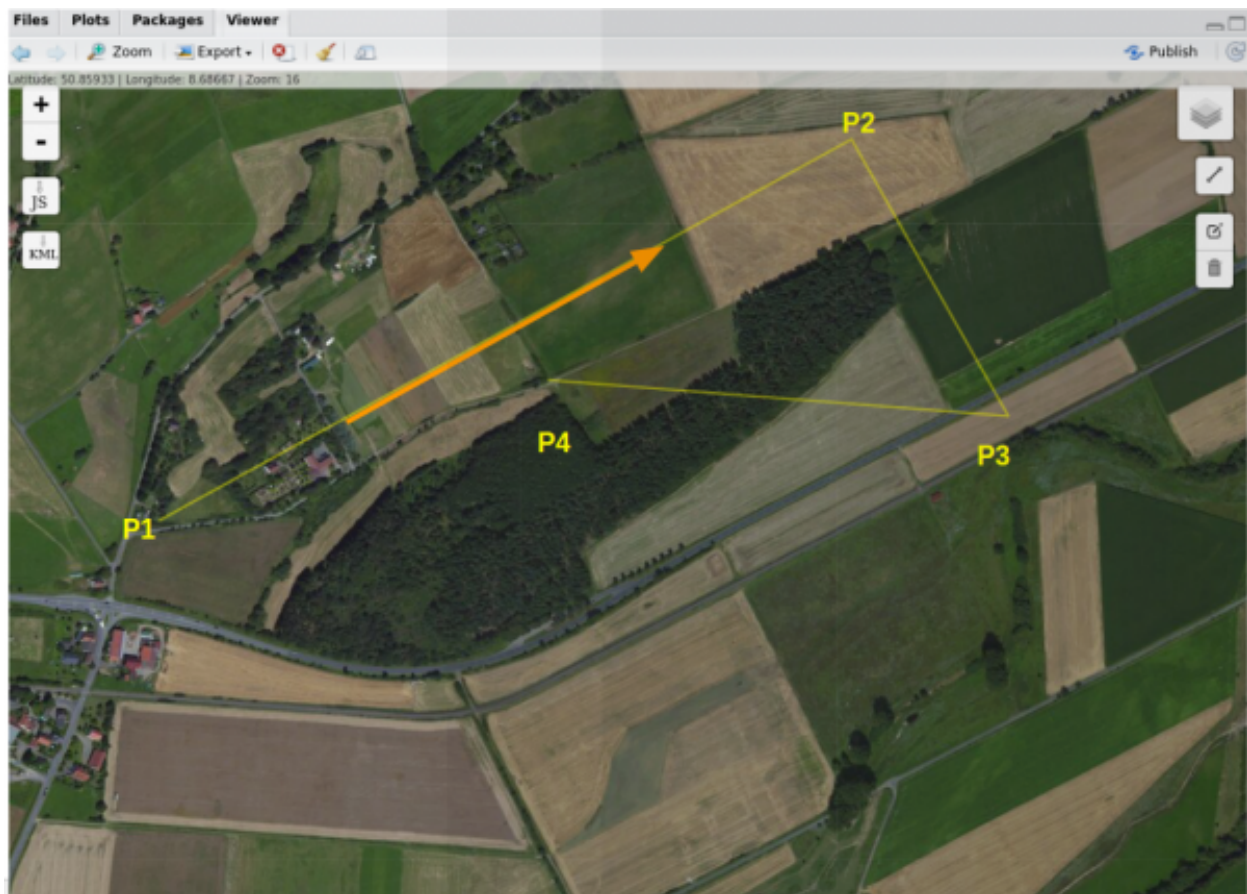 Files Plots Packages Viewer
Zoom Export Publish
Latitude: 50.85933 | Longitude: 8.68667 | Zoom: 16
+
-
JS
KML
P2
P4
P3
P1